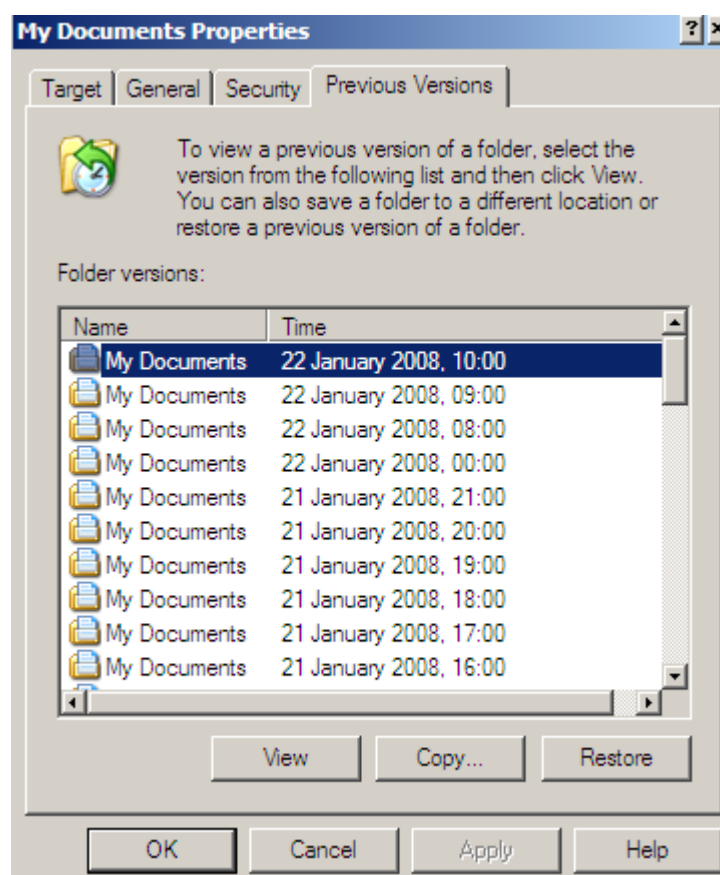 My Documents Properties
Target General Security Previous Versions
To view a previous version of a folder, select the
version from the following list and then click View.
You can also save a folder to a different location or
restore a previous version of a folder.
Folder versions:
Name Time
My Documents 22 January 2008, 10:00
My Documents 22 January 2008, 09:00
My Documents 22 January 2008, 08:00
My Documents 22 January 2008, 00:00
My Documents 21 January 2008, 21:00
My Documents 21 January 2008, 20:00
My Documents 21 January 2008, 19:00
My Documents 21 January 2008, 18:00
My Documents 21 January 2008, 17:00
My Documents 21 January 2008, 16:00
View Copy... Restore
OK Cancel Apply Help